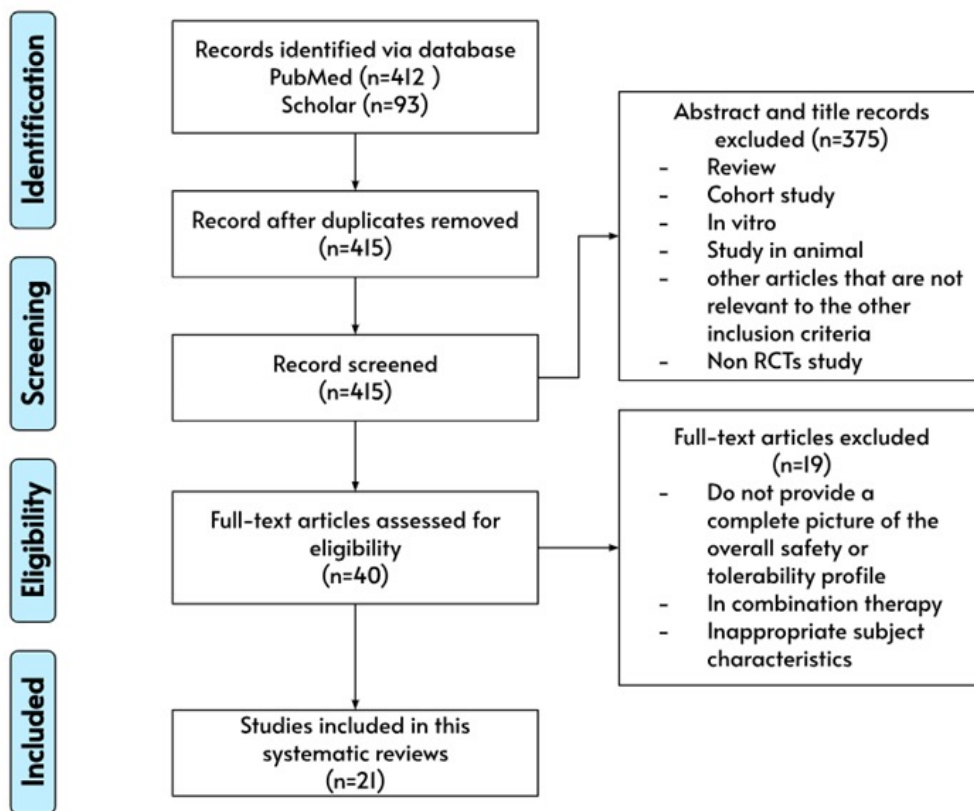 Identification
Records identified via database
PubMed (n=412 )
Scholar (n=93)
Record after duplicates removed
(n=415)
Abstract and title records
excluded (n=375)
- Review
- Cohort study
- In vitro
- Study in animal
- other articles that are not
relevant to the other
inclusion criteria
- Non RCTs study
Screening
Record screened
(n=415)
Eligibility
Full-text articles assessed for
eligibility
(n=40)
Full-text articles excluded
(n=19)
- Do not provide a
complete picture of the
overall safety or
tolerability profile
- In combination therapy
- Inappropriate subject
characteristics
Included
Studies included in this
systematic reviews
(n=21)